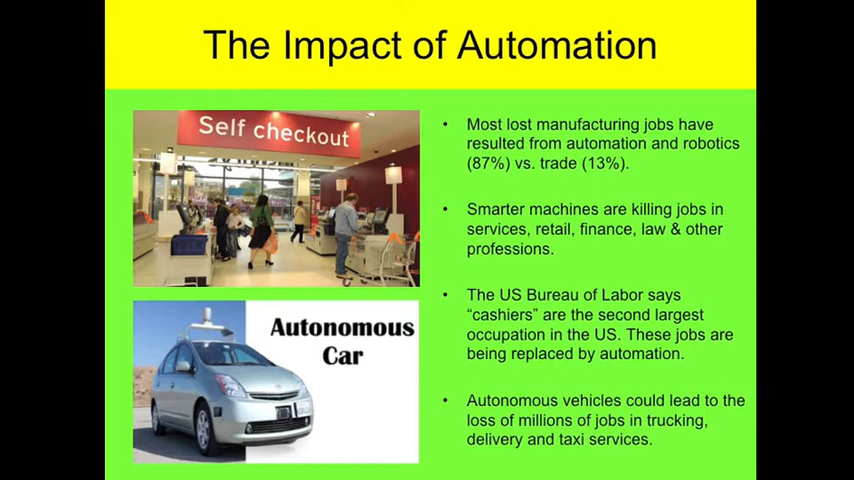 The Impact of Automation
Self checkout
Autonomous
Car
• Most lost manufacturing jobs have
resulted from automation and robotics
(87%) vs. trade (13%).
• Smarter machines are killing jobs in
services, retail, finance, law & other
professions.
• The US Bureau of Labor says
“cashiers” are the second largest
occupation in the US. These jobs are
being replaced by automation.
• Autonomous vehicles could lead to the
loss of millions of jobs in trucking,
delivery and taxi services.